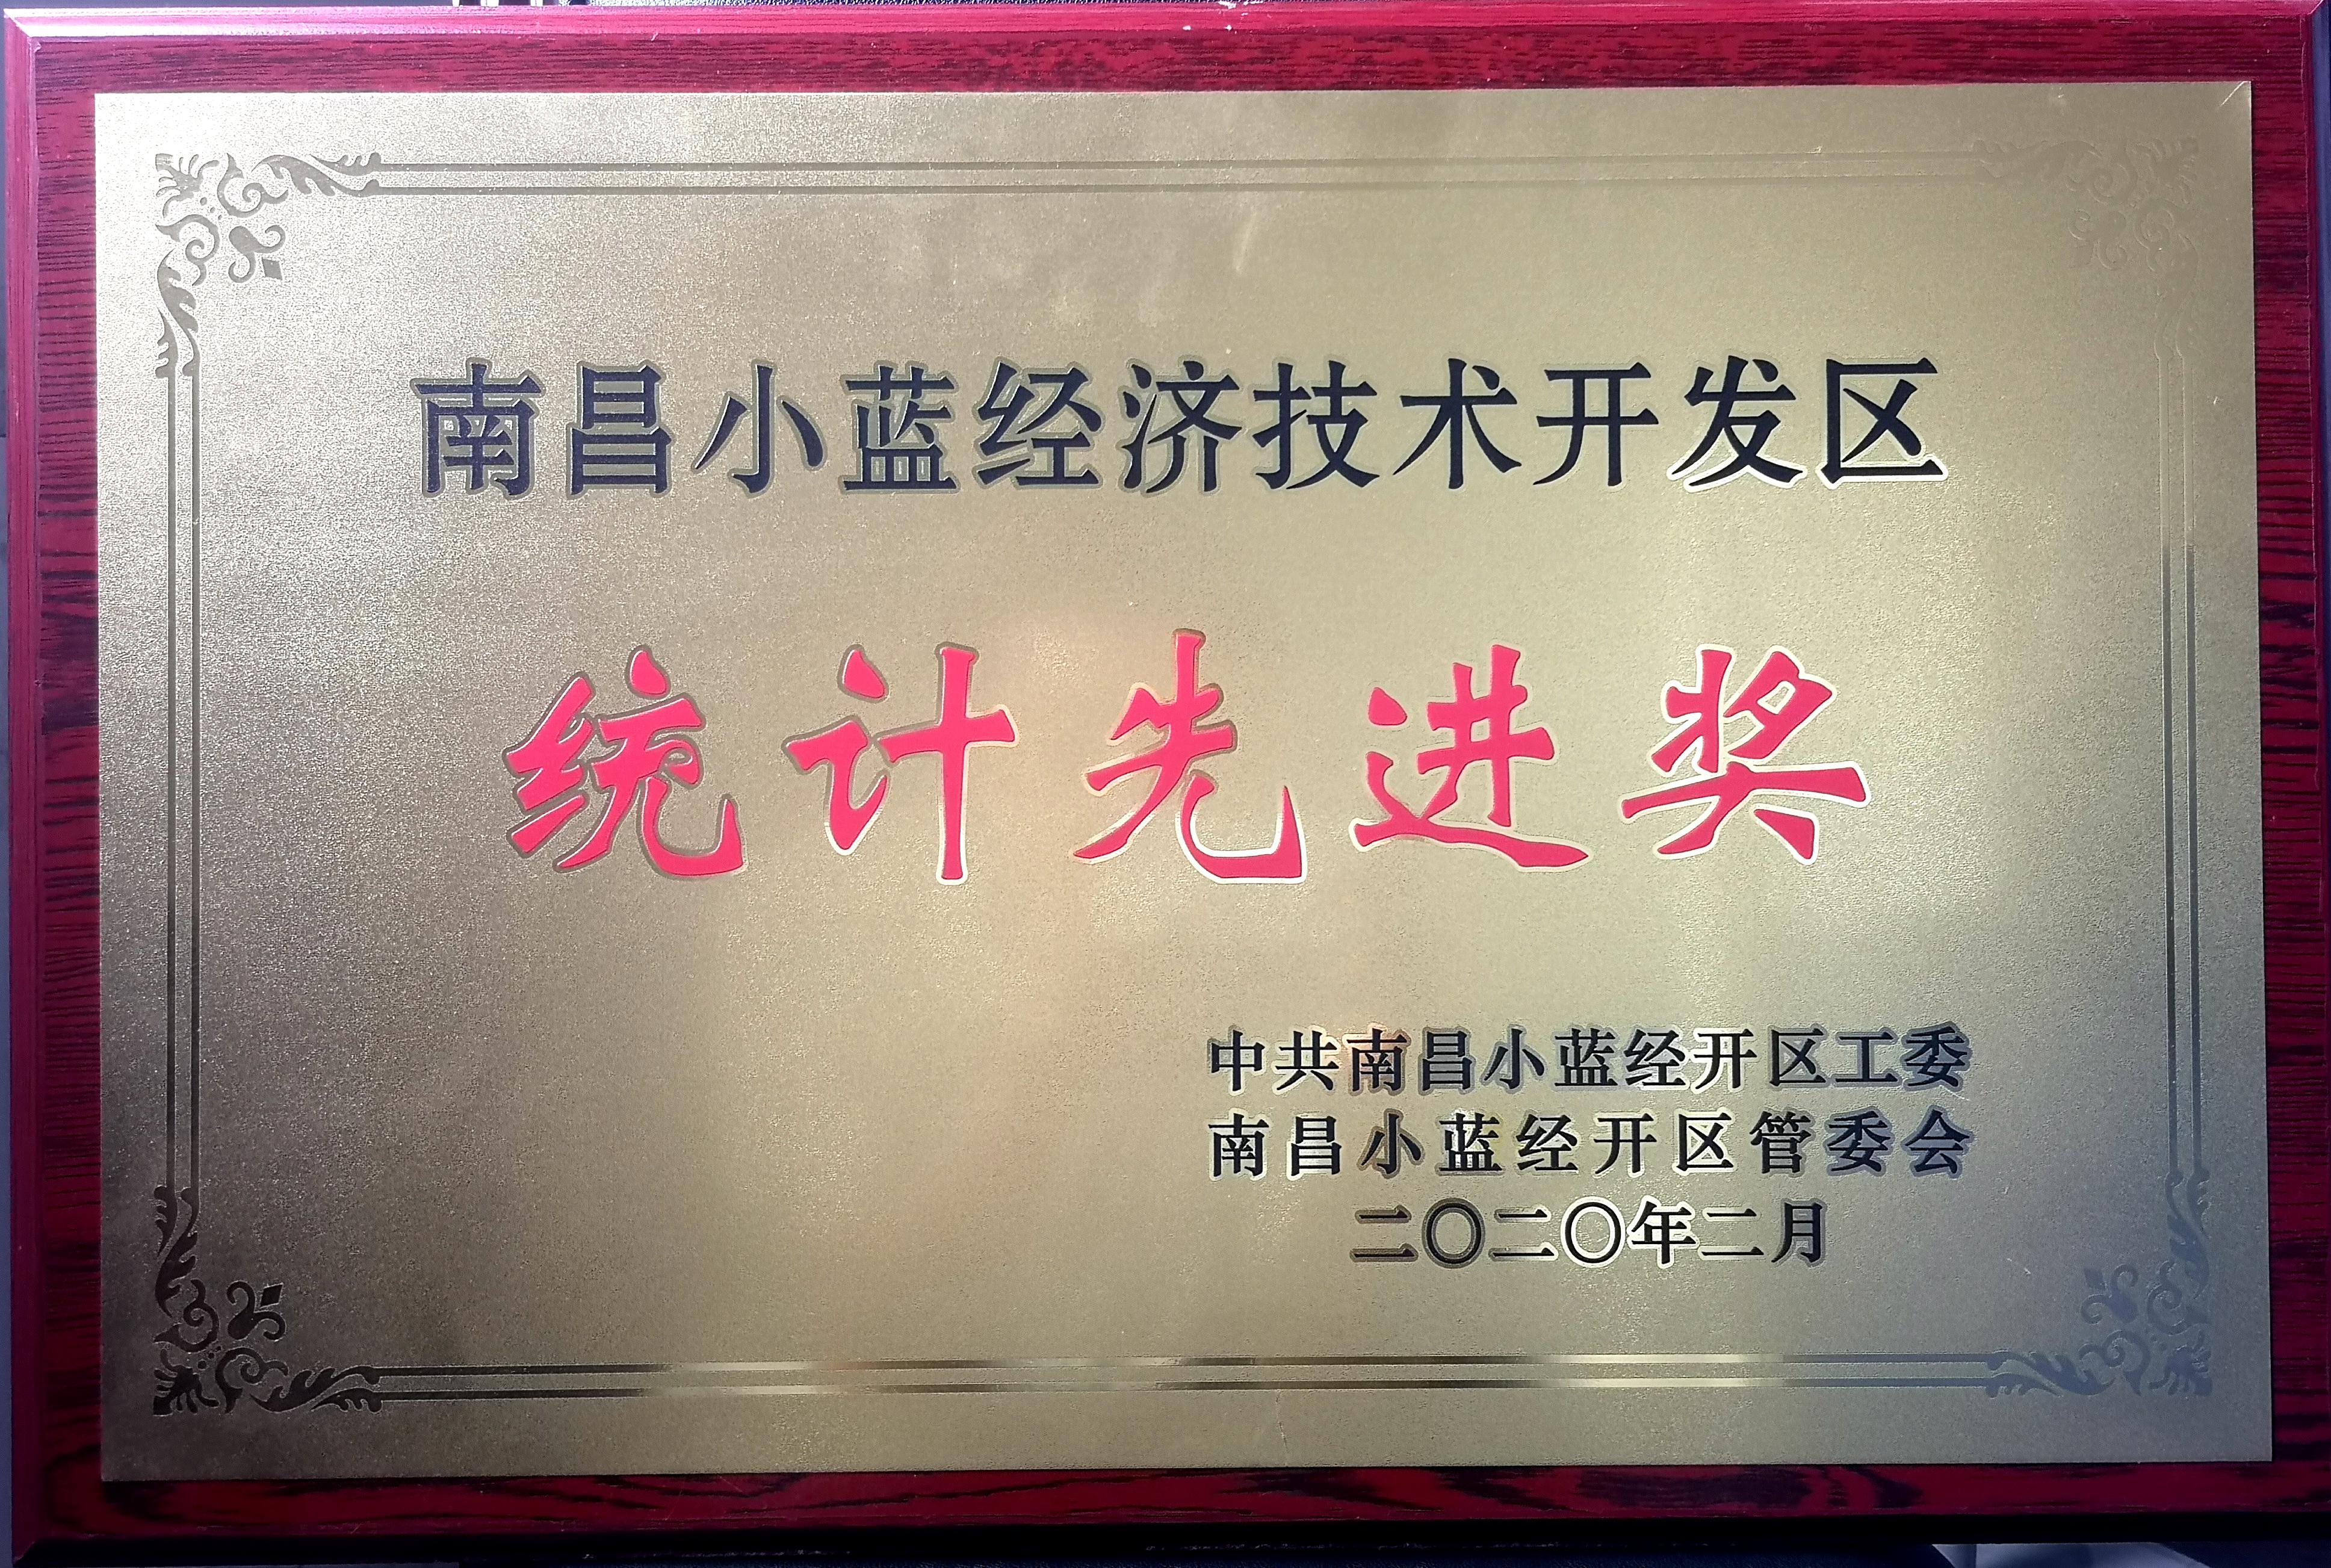 南昌小蓝经济技术开发区
统计先进奖
中共南昌小蓝经开区工委
南昌小蓝经开区管委会
二〇二〇年二月